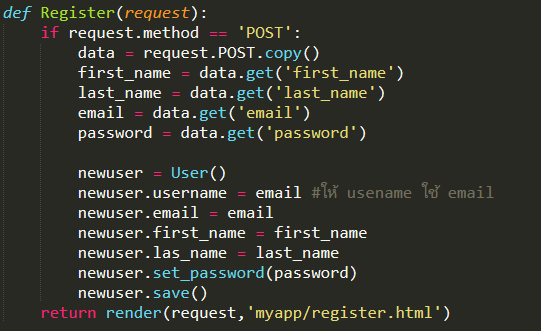 def Register(request):
    if request.method == 'POST':
        data = request.POST.copy()
        first_name = data.get('first_name')
        last_name = data.get('last_name')
        email = data.get('email')
        password = data.get('password')

        newuser = User()
        newuser.username = email #ให้ usename ใช้ email
        newuser.email = email
        newuser.first_name = first_name
        newuser.las_name = last_name
        newuser.set_password(password)
        newuser.save()
    return render(request,'myapp/register.html')